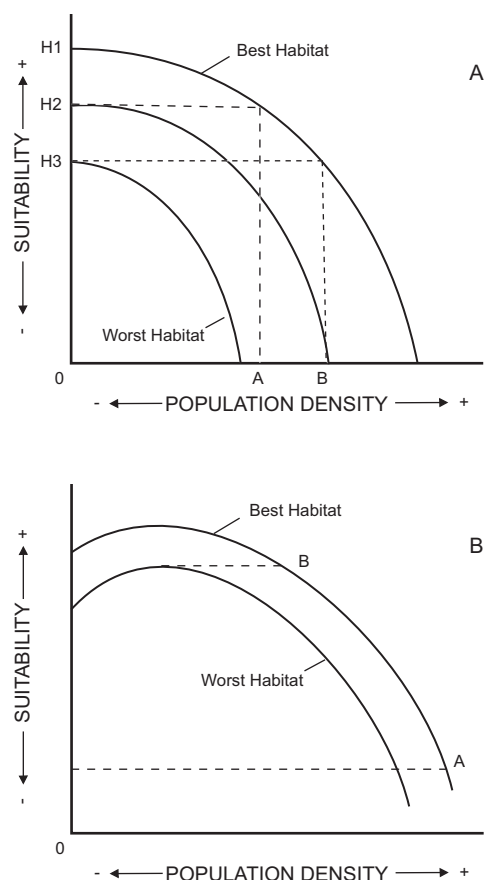 H1
Best Habitat
A
H2
H3
+
SUITABILITY
-
Worst Habitat
0
A
B
-
POPULATION DENSITY
+
Best Habitat
B
B
+
SUITABILITY
-
Worst Habitat
A
0
-
POPULATION DENSITY
+